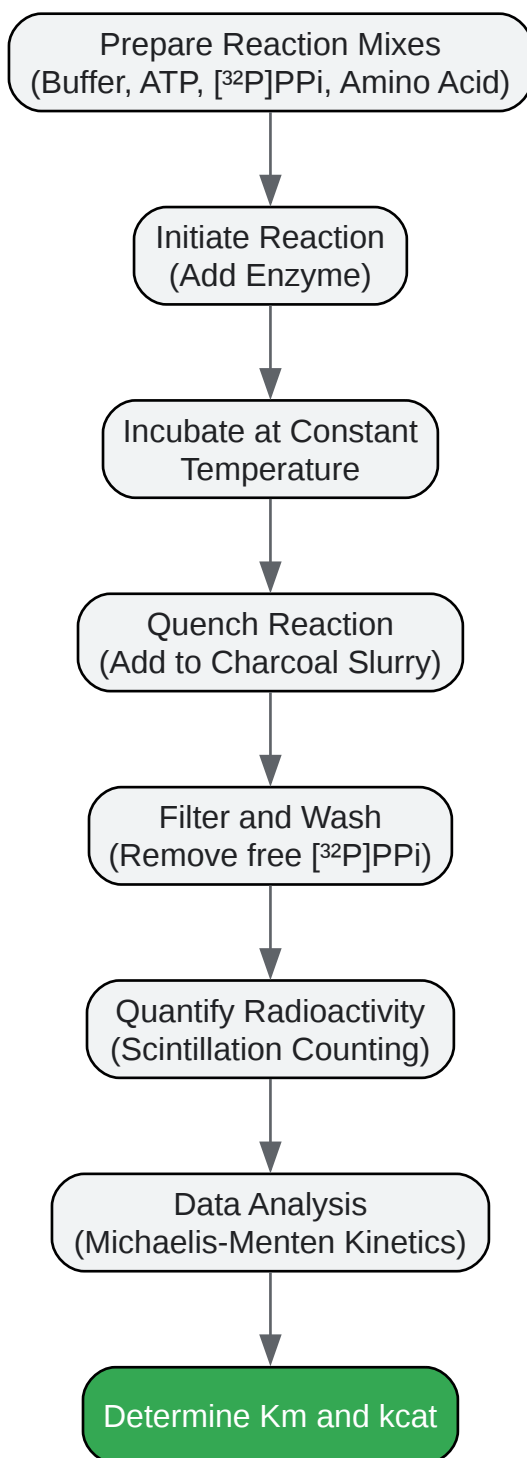 Prepare Reaction Mixes
(Buffer, ATP, [³²P]PPi, Amino Acid)
Initiate Reaction
(Add Enzyme)
Incubate at Constant
Temperature
Quench Reaction
(Add to Charcoal Slurry)
Filter and Wash
(Remove free [³²P]PPi)
Quantify Radioactivity
(Scintillation Counting)
Data Analysis
(Michaelis-Menten Kinetics)
Determine Km and kcat